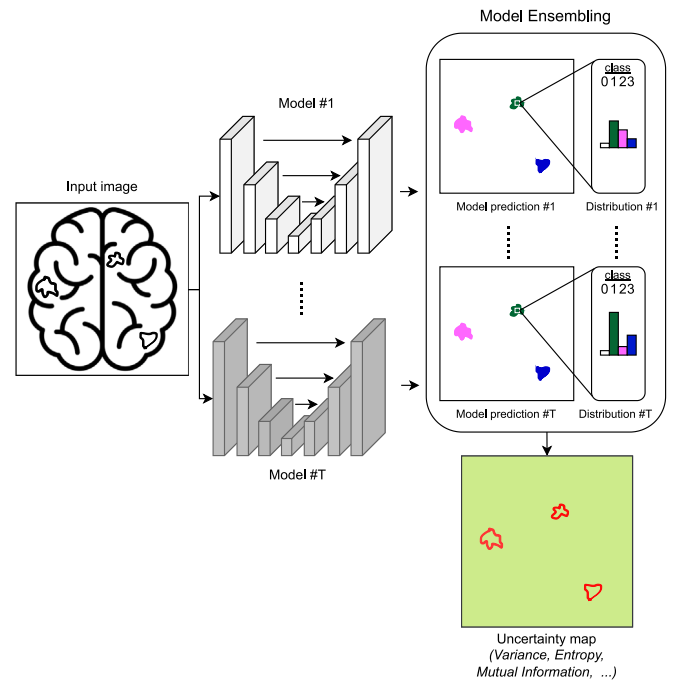 Model Ensembling
Model #1
class
0123
Input image
Model prediction #1
Distribution #1
class
0123
Model prediction #T
Distribution #T
Model #T
Uncertainty map
(Variance, Entropy,
Mutual Information, ...)